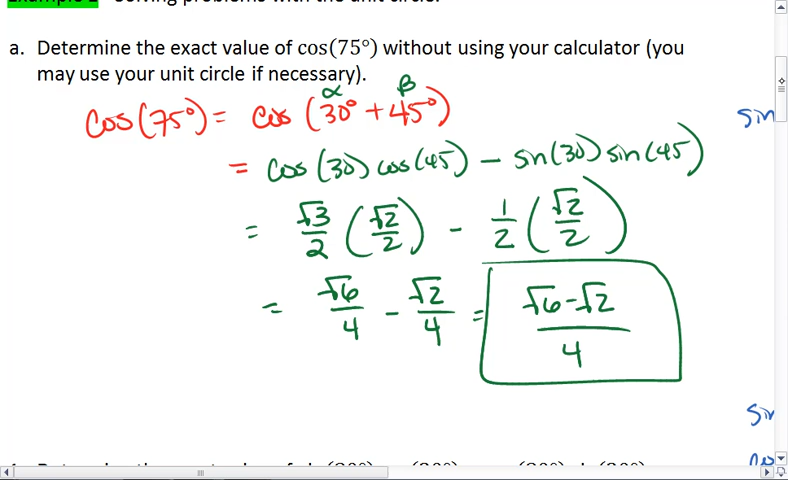 a. Determine the exact value of cos(75°) without using your calculator (you
may use your unit circle if necessary).
α β
cos(75°) = cos(30° + 45°)
sin
= cos(30)cos(45) − sin(30)sin(45)
= √3/2 (√2/2) − 1/2 (√2/2)
= √6/4 − √2/4 = √6−√2/4